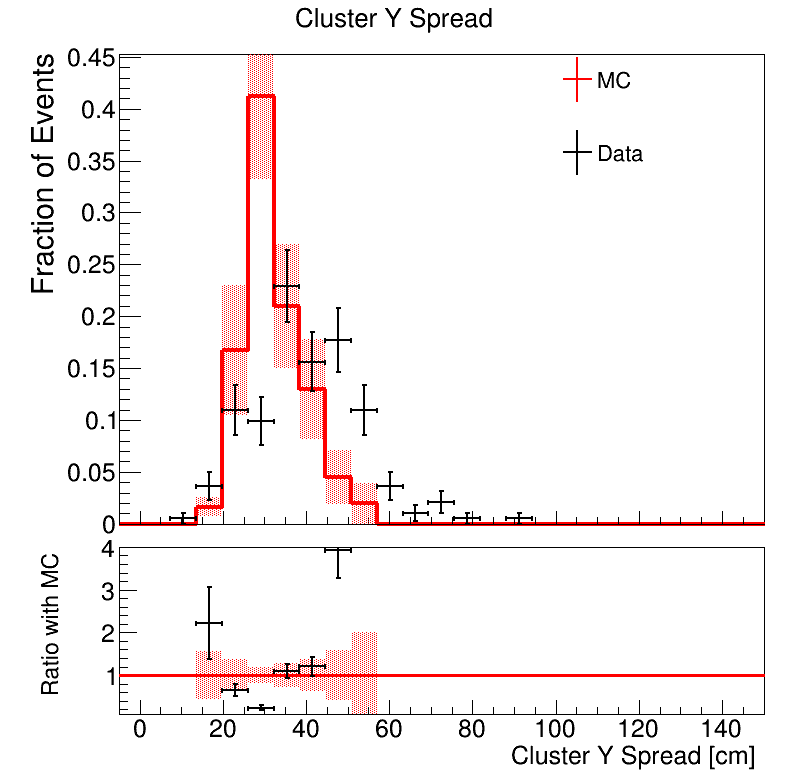 Cluster Y Spread
Fraction of Events
0.45
0.4
0.35
0.3
0.25
0.2
0.15
0.1
0.05
0
MC
Data
Ratio with MC
4
3
2
1
0 20 40 60 80 100 120 140
Cluster Y Spread [cm]